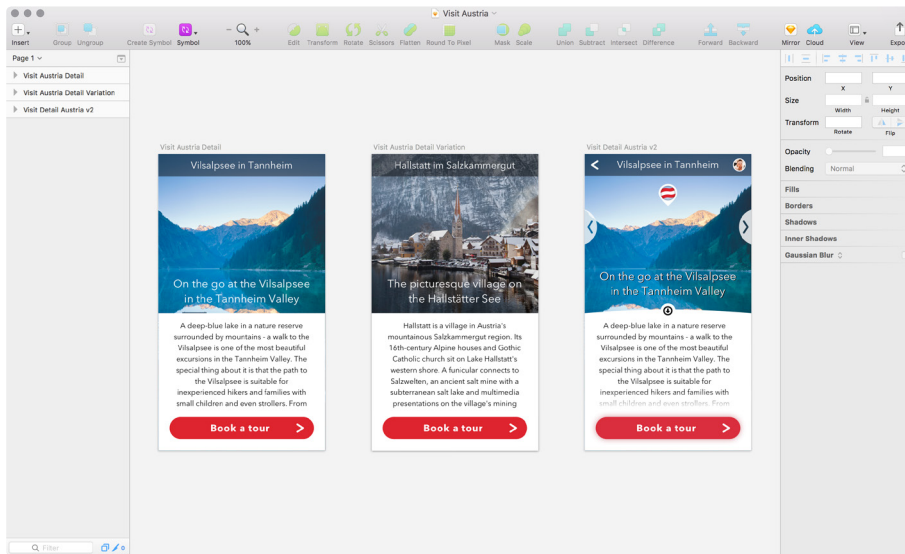 Visit Austria
Insert
Group Ungroup
Create Symbol Symbol
- +
100%
Edit Transform Rotate Scissors Flatten Round To Pixel
Mask Scale
Union Subtract Intersect Difference
Forward Backward
Mirror Cloud
View
Expo
Page 1
Visit Austria Detail
Visit Austria Detail Variation
Visit Detail Austria v2
Filter
0
Visit Austria Detail
Vilsalpsee in Tannheim
On the go at the Vilsalpsee
in the Tannheim Valley
A deep-blue lake in a nature reserve
surrounded by mountains - a walk to the
Vilsalpsee is one of the most beautiful
excursions in the Tannheim Valley. The
special thing about it is that the path to
the Vilsalpsee is suitable for
inexperienced hikers and families with
small children and even strollers. From
Book a tour
Visit Austria Detail Variation
Hallstatt im Salzkammergut
The picturesque village on
the Hallstätter See
Hallstatt is a village in Austria's
mountainous Salzkammergut region. Its
16th-century Alpine houses and Gothic
Catholic church sit on Lake Hallstatt's
western shore. A funicular connects to
Salzwelten, an ancient salt mine with a
subterranean salt lake and multimedia
presentations on the village's mining
Book a tour
Visit Detail Austria v2
Vilsalpsee in Tannheim
On the go at the Vilsalpsee
in the Tannheim Valley
A deep-blue lake in a nature reserve
surrounded by mountains - a walk to the
Vilsalpsee is one of the most beautiful
excursions in the Tannheim Valley. The
special thing about it is that the path to
the Vilsalpsee is suitable for
inexperienced hikers and families with
small children and even strollers. From
Book a tour
Position
X Y
Size
Width Height
Transform
Rotate Flip
Opacity
Blending Normal
Fills
Borders
Shadows
Inner Shadows
Gaussian Blur